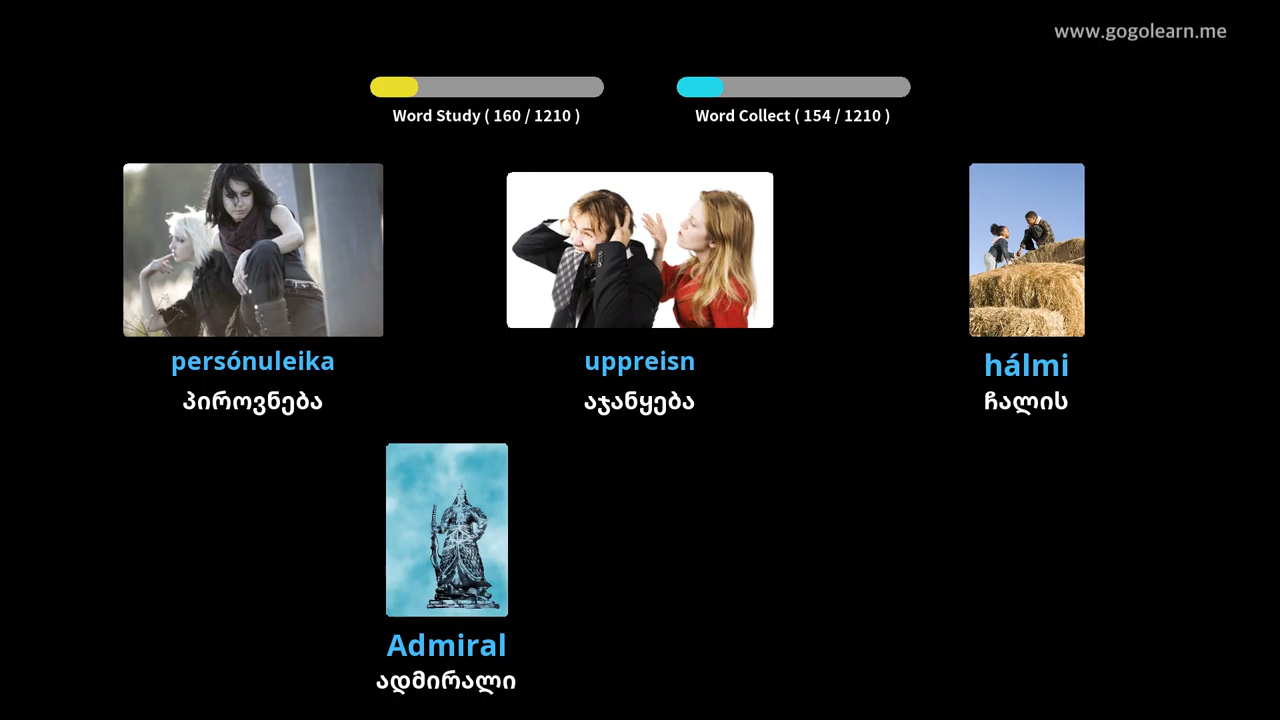 www.gogolearn.me
Word Study ( 160 / 1210 )
Word Collect ( 154 / 1210 )
persónuleika
uppreisn
hálmi
პიროვნება
აჯანყება
ჩალის
Admiral
ადმირალი